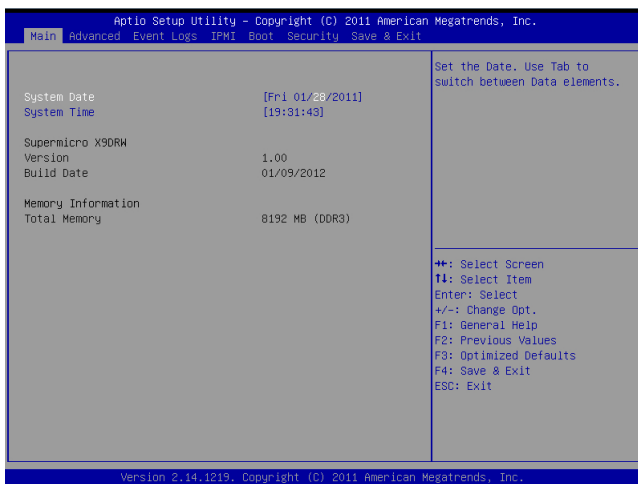 Aptio Setup Utility – Copyright (C) 2011 American Megatrends, Inc.
Main Advanced Event Logs IPMI Boot Security Save & Exit
Set the Date. Use Tab to
switch between Data elements.
System Date [Fri 01/28/2011]
System Time [19:31:43]
Supermicro X9DRW
Version 1.00
Build Date 01/09/2012
Memory Information
Total Memory 8192 MB (DDR3)
→←: Select Screen
↑↓: Select Item
Enter: Select
+/-: Change Opt.
F1: General Help
F2: Previous Values
F3: Optimized Defaults
F4: Save & Exit
ESC: Exit
Version 2.14.1219. Copyright (C) 2011 American Megatrends, Inc.